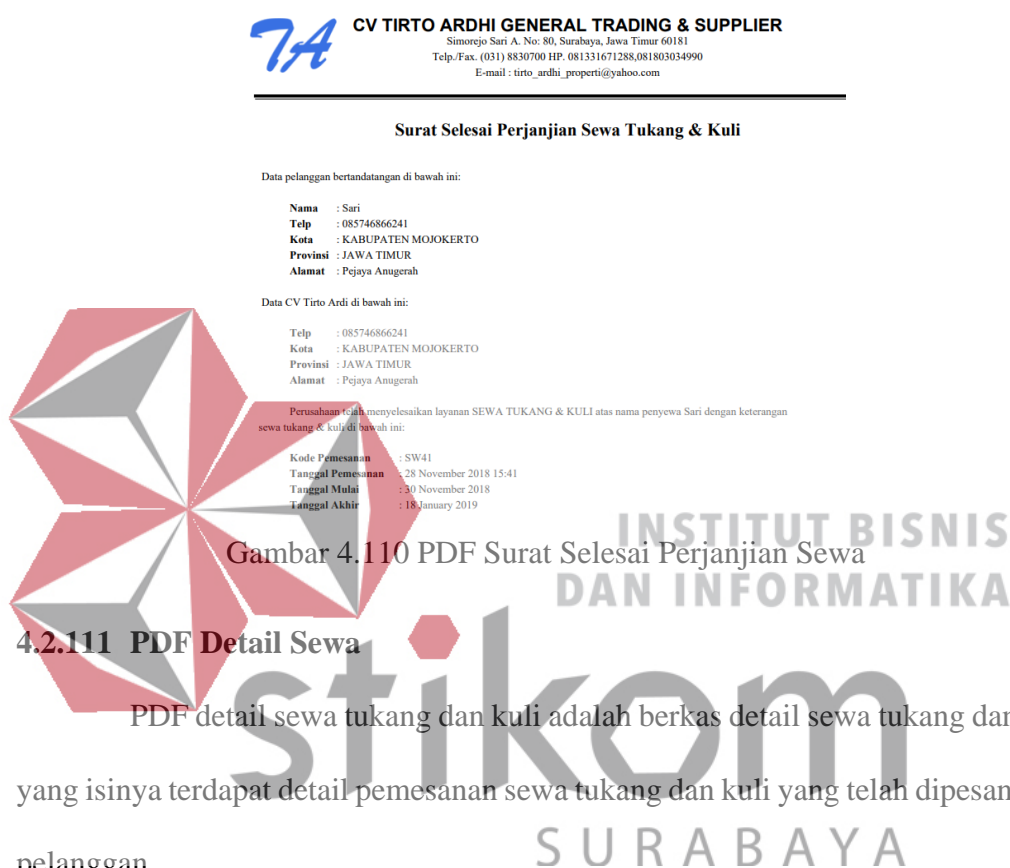 TA
CV TIRTO ARDHI GENERAL TRADING & SUPPLIER
Simorejo Sari A. No: 80, Surabaya, Jawa Timur 60181
Telp./Fax. (031) 8830700 HP. 081331671288,081803034990
E-mail : tirto_ardhi_properti@yahoo.com
Surat Selesai Perjanjian Sewa Tukang & Kuli
Data pelanggan bertandatangan di bawah ini:
Nama : Sari
Telp : 085746866241
Kota : KABUPATEN MOJOKERTO
Provinsi : JAWA TIMUR
Alamat : Pejaya Anugerah
Data CV Tirto Ardi di bawah ini:
Telp : 085746866241
Kota : KABUPATEN MOJOKERTO
Provinsi : JAWA TIMUR
Alamat : Pejaya Anugerah
Perusahaan telah menyelesaikan layanan SEWA TUKANG & KULI atas nama penyewa Sari dengan keterangan
sewa tukang & kuli di bawah ini:
Kode Pemesanan : SW41
Tanggal Pemesanan : 28 November 2018 15:41
Tanggal Mulai : 30 November 2018
Tanggal Akhir : 18 January 2019
Gambar 4.110 PDF Surat Selesai Perjanjian Sewa
INSTITUT BISNIS
DAN INFORMATIKA
4.2.111 PDF Detail Sewa
stikom
PDF detail sewa tukang dan kuli adalah berkas detail sewa tukang dan
yang isinya terdapat detail pemesanan sewa tukang dan kuli yang telah dipesan
SURABAYA
pelanggan